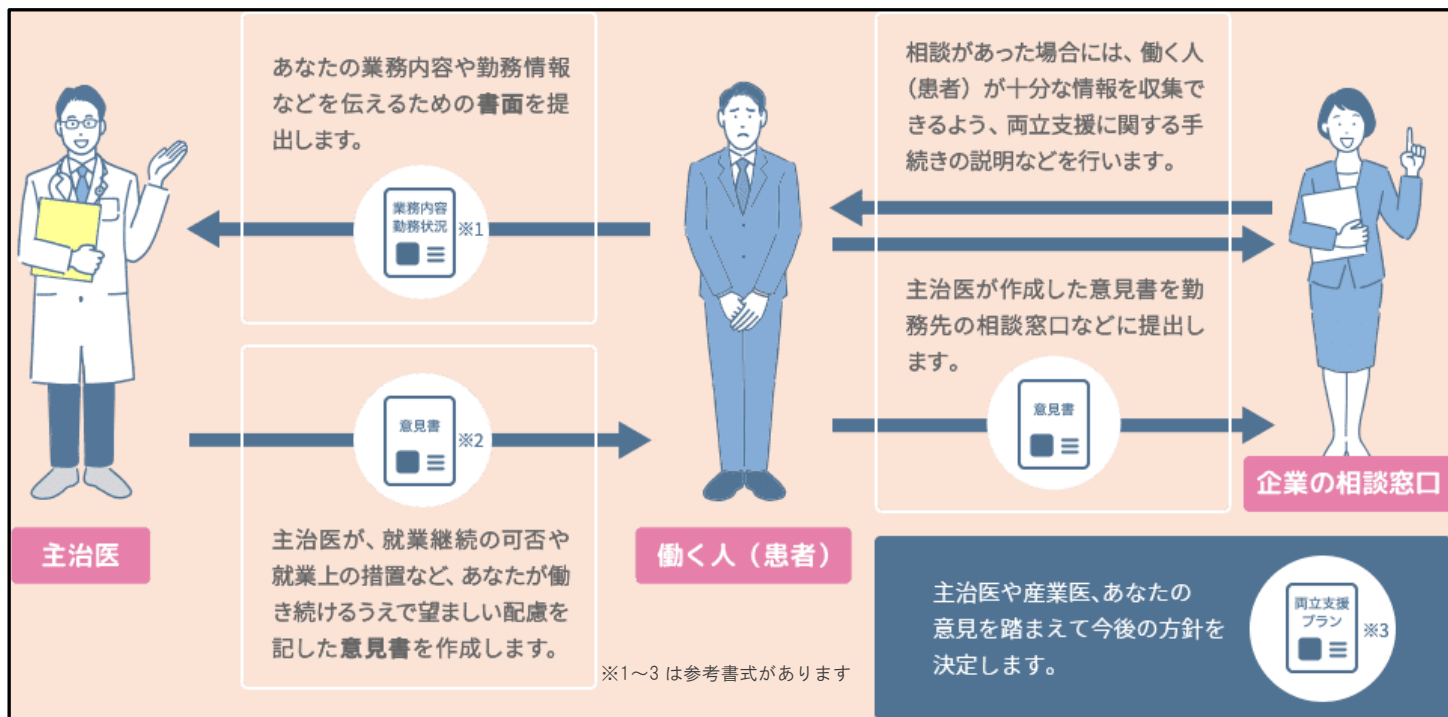 あなたの業務内容や勤務情報
などを伝えるための書面を提
出します。
業務内容
勤務状況
※1
意見書
※2
主治医が、就業継続の可否や
就業上の措置など、あなたが働
き続けるうえで望ましい配慮を
記した意見書を作成します。
主治医
働く人（患者）
※1～3 は参考書式があります
相談があった場合には、働く人
（患者）が十分な情報を収集で
きるよう、両立支援に関する手
続きの説明などを行います。
主治医が作成した意見書を勤
務先の相談窓口などに提出し
ます。
意見書
企業の相談窓口
主治医や産業医、あなたの
意見を踏まえて今後の方針を
決定します。
両立支援
プラン
※3